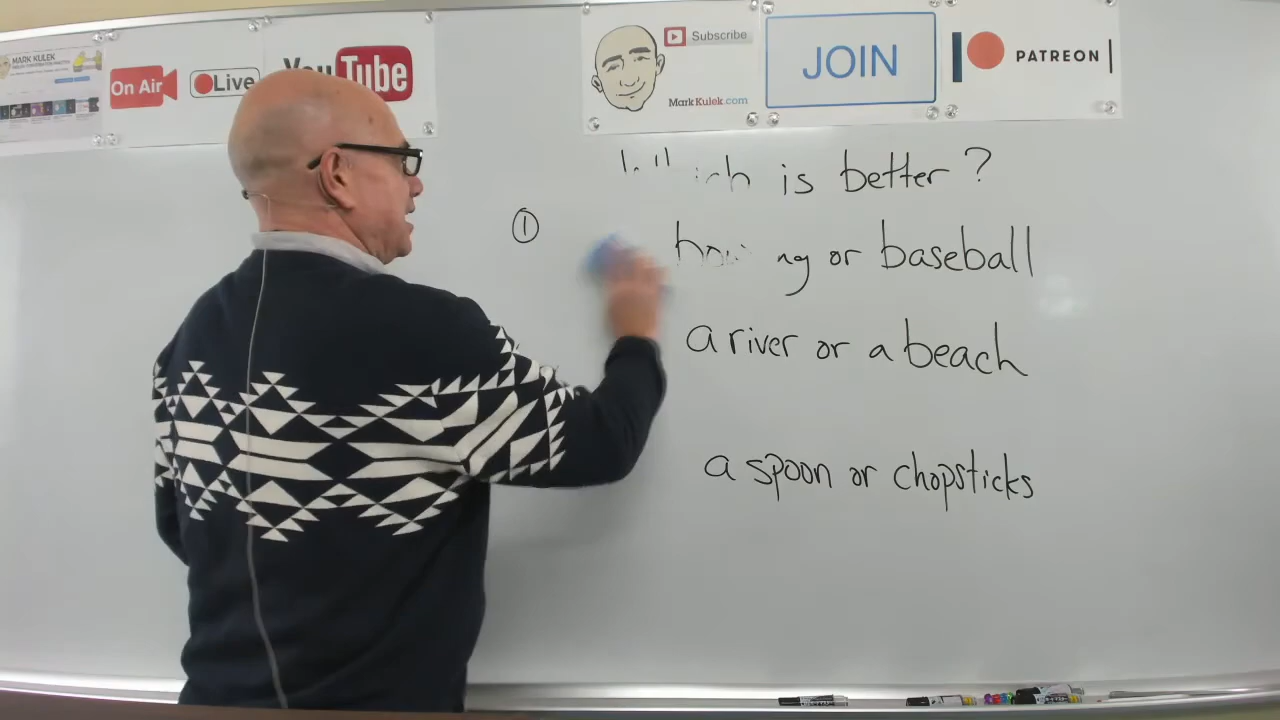 MARK KULEK
On Air
Live
YouTube
Subscribe
MarkKulek.com
JOIN
PATREON
is better?
①
or baseball
a river or a beach
a spoon or chopsticks